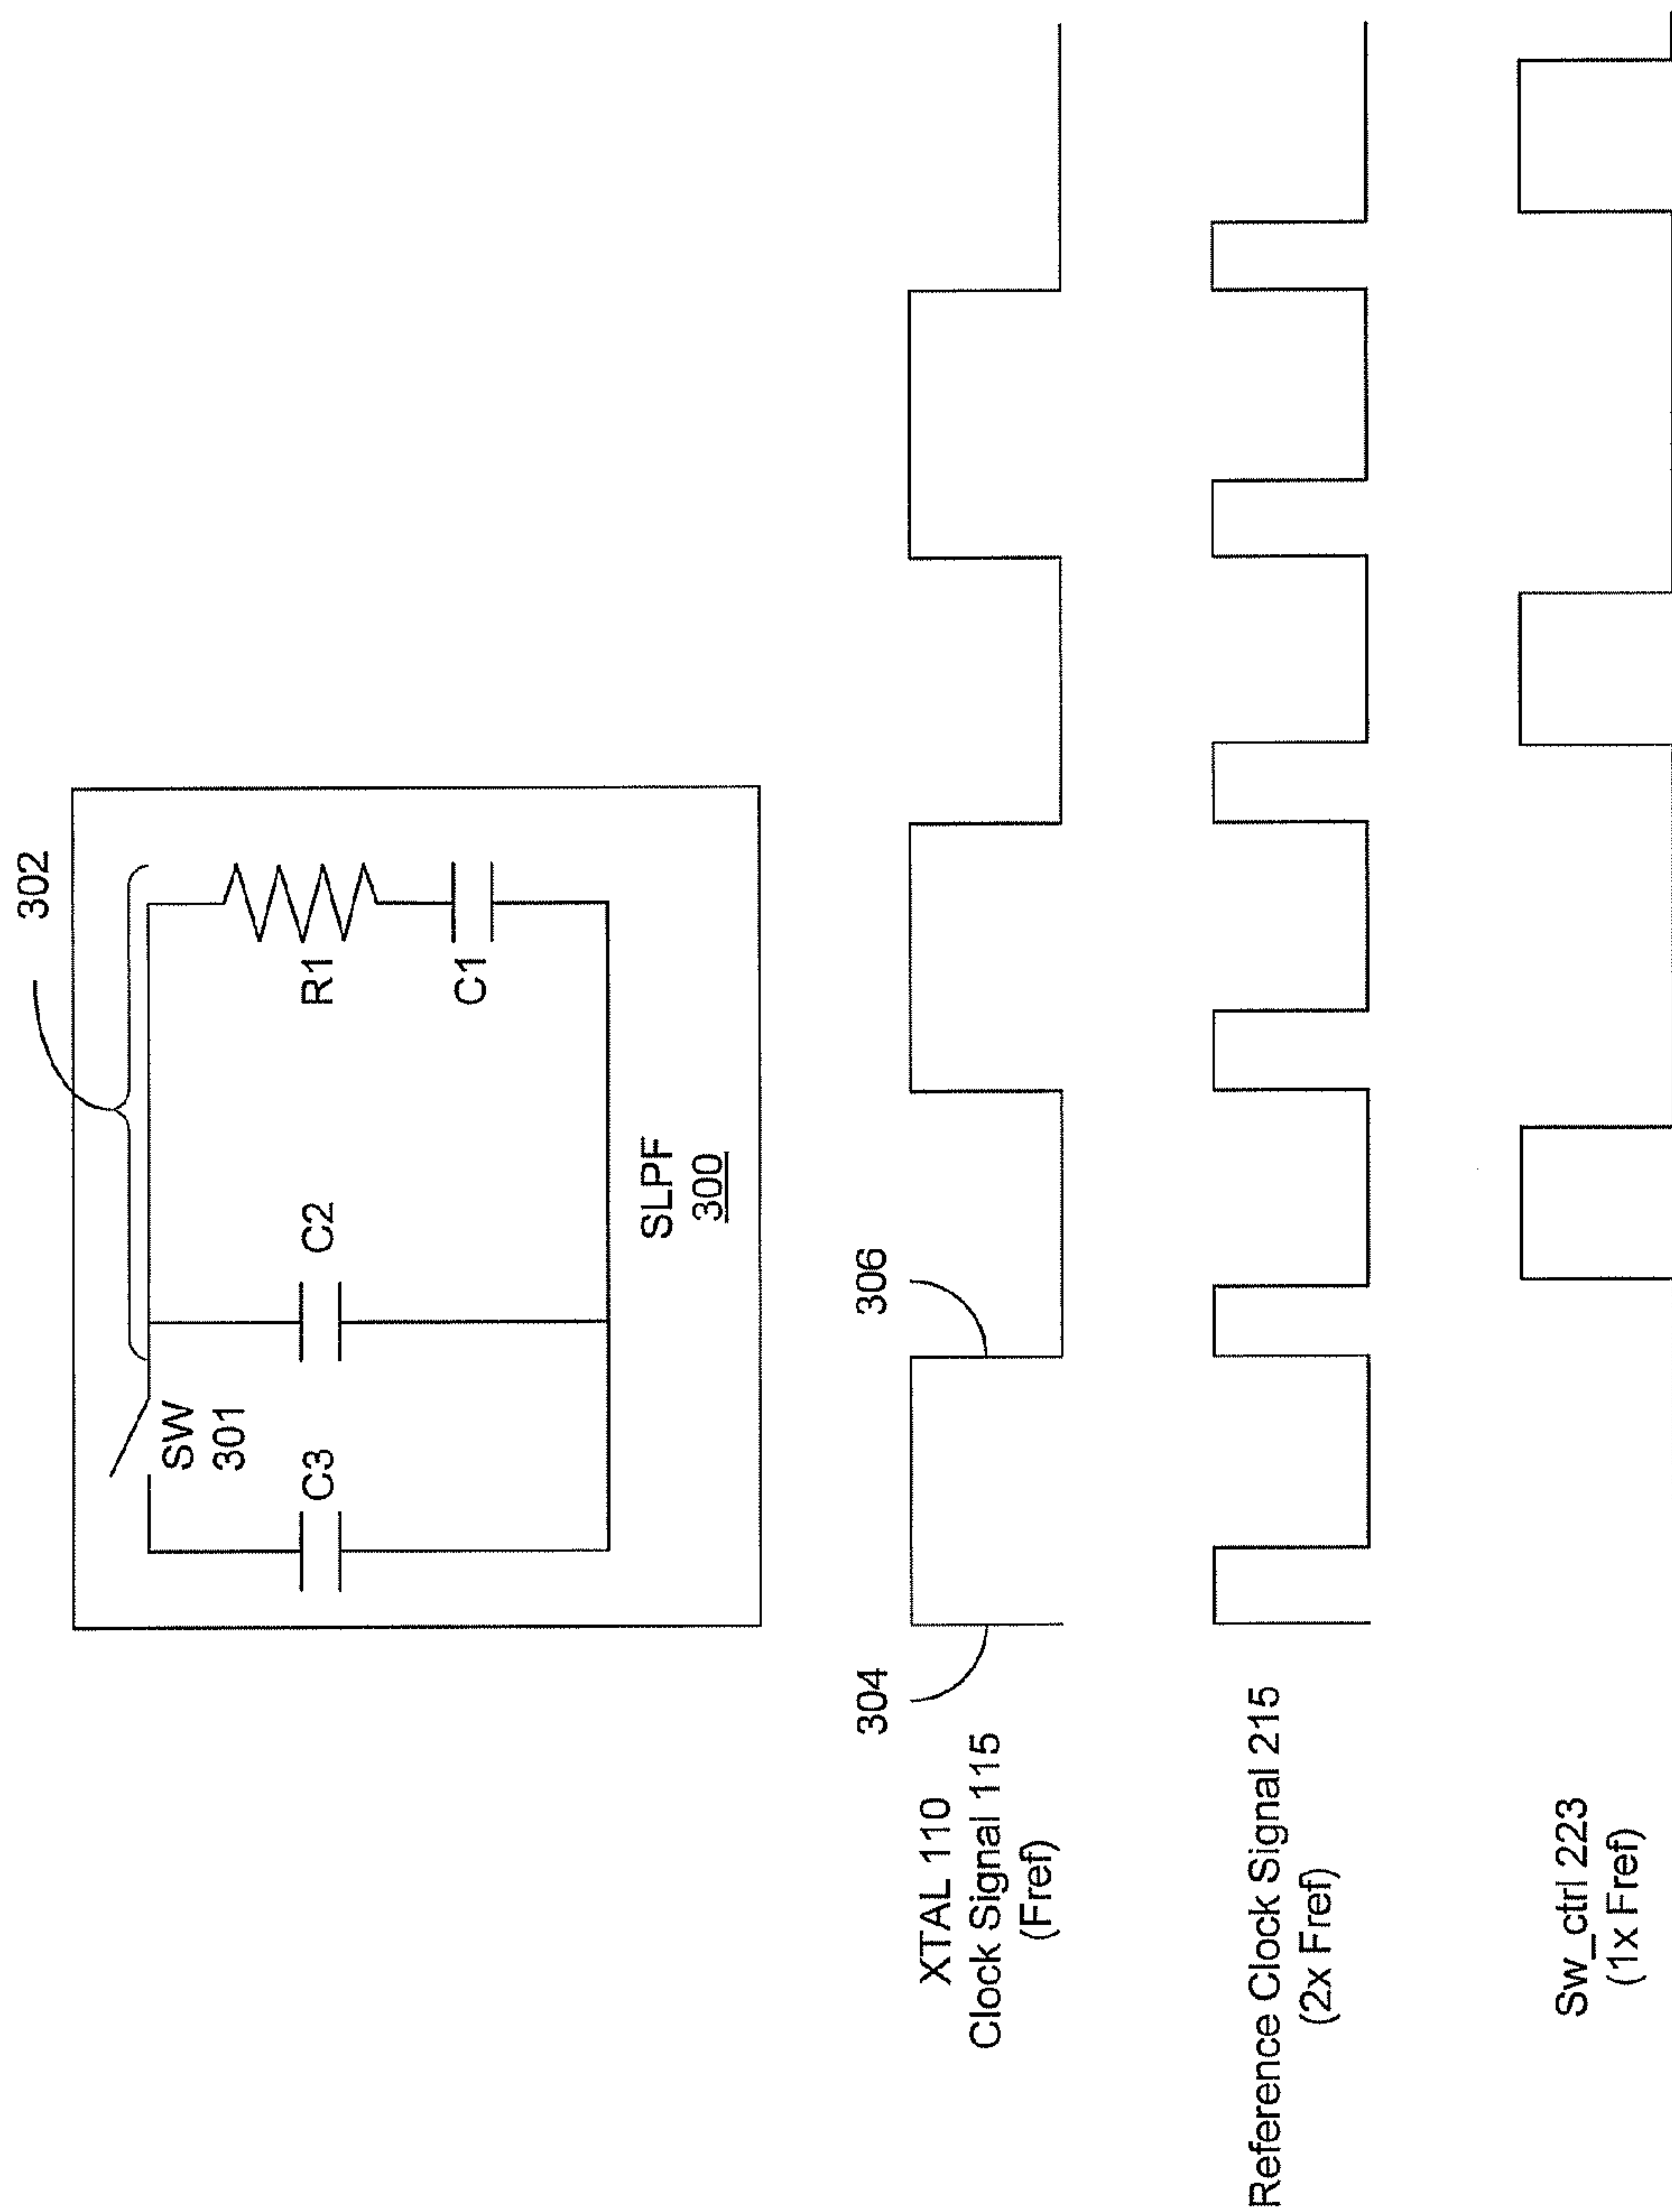 302
R1
C1
C2
SW
301
C3
SLPF
300
304
306
XTAL 110
Clock Signal 115
(Fref)
Reference Clock Signal 215
(2x Fref)
Sw_ctrl 223
(1x Fref)